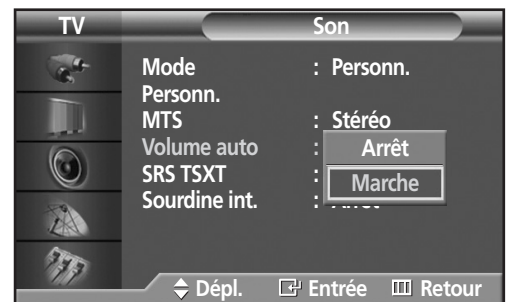 TV Son
Mode : Personn.
Personn.
MTS : Stéréo
Volume auto : Arrêt
SRS TSXT : Marche
Sourdine int. :
Dépl. Entrée Retour